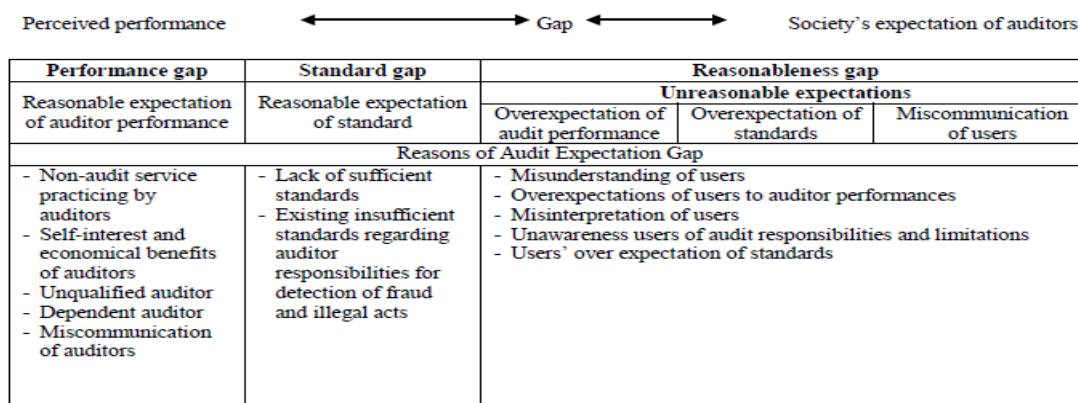 Perceived performance Gap Society's expectation of auditors
Performance gap Standard gap Reasonableness gap
Unreasonable expectations
Reasonable expectation of auditor performance
Reasonable expectation of standard
Overexpectation of audit performance
Overexpectation of standards
Miscommunication of users
Reasons of Audit Expectation Gap
- Non-audit service
practicing by
auditors
- Self-interest and
economical benefits
of auditors
- Unqualified auditor
- Dependent auditor
- Miscommunication
of auditors
- Lack of sufficient
standards
- Existing insufficient
standards regarding
auditor
responsibilities for
detection of fraud
and illegal acts
- Misunderstanding of users
- Overexpectations of users to auditor performances
- Misinterpretation of users
- Unawareness users of audit responsibilities and limitations
- Users' over expectation of standards